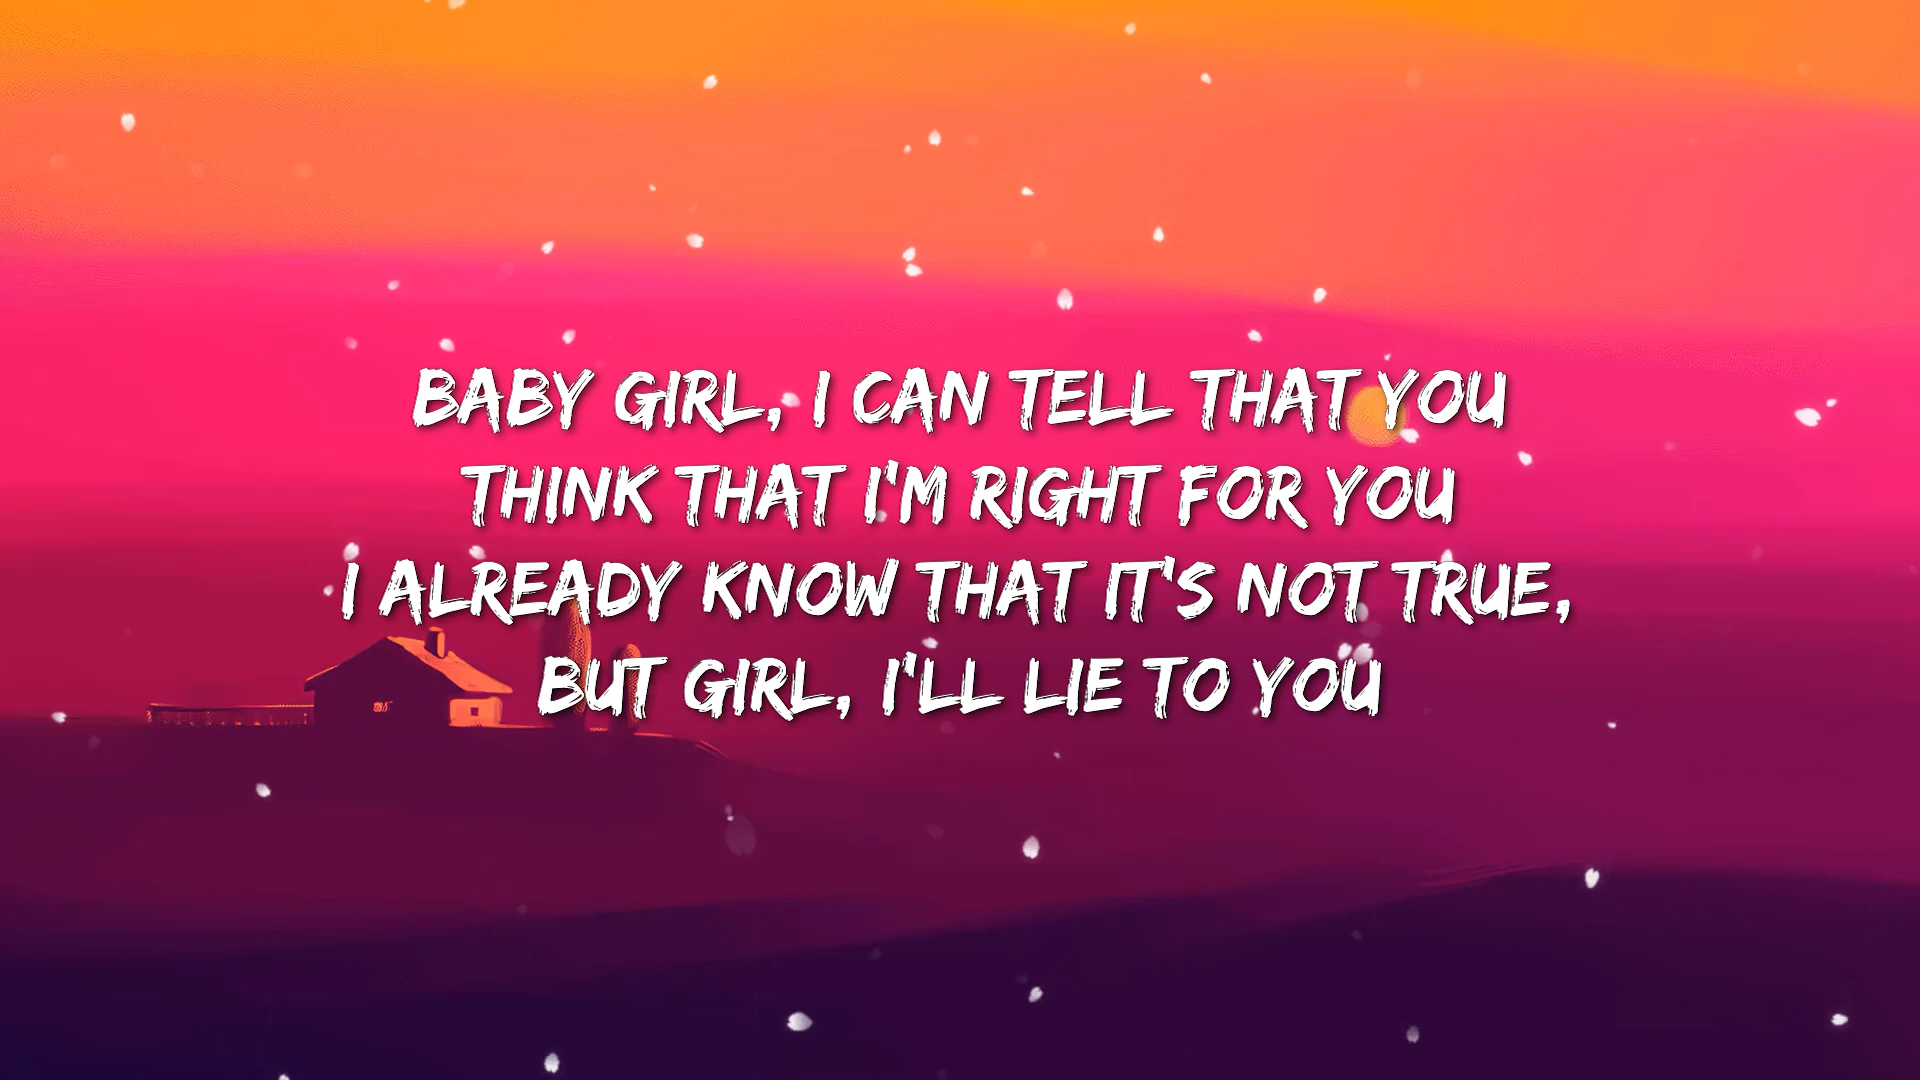 BABY GIRL, I CAN TELL THAT YOU
THINK THAT I'M RIGHT FOR YOU
I ALREADY KNOW THAT IT'S NOT TRUE,
BUT GIRL, I'LL LIE TO YOU